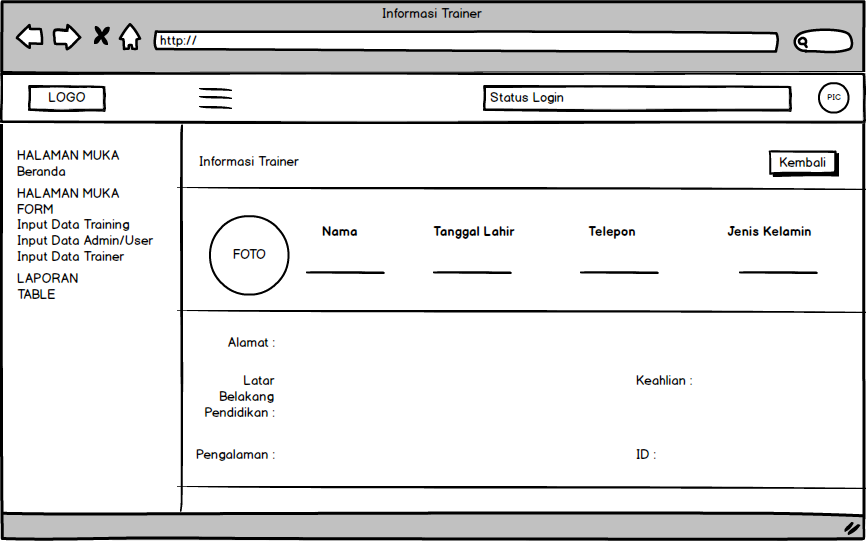 Informasi Trainer
http://
LOGO
Status Login
PIC
HALAMAN MUKA
Beranda
HALAMAN MUKA
FORM
Input Data Training
Input Data Admin/User
Input Data Trainer
LAPORAN
TABLE
Informasi Trainer
Kembali
FOTO
Nama
Tanggal Lahir
Telepon
Jenis Kelamin
Alamat :
Latar
Belakang
Pendidikan :
Keahlian :
Pengalaman :
ID :